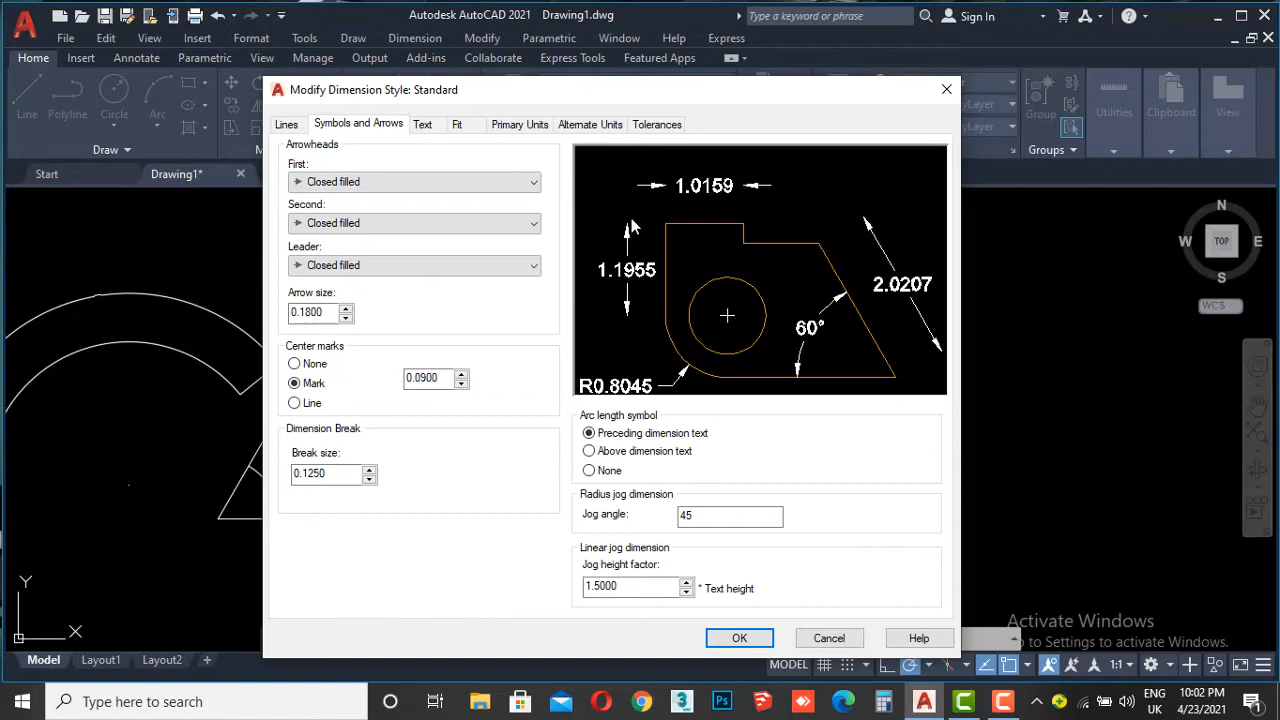 Autodesk AutoCAD 2021 Drawing1.dwg
Type a keyword or phrase
Sign In
File Edit View Insert Format Tools Draw Dimension Modify Parametric Window Help Express
Home Insert Annotate Parametric View Manage Output Add-ins Collaborate Express Tools Featured Apps
Line Polyline Circle Arc
Draw
Group
Groups
Utilities
Clipboard
View
yLayer
yLayer
Start
Drawing1*
Modify Dimension Style: Standard
Lines Symbols and Arrows Text Fit Primary Units Alternate Units Tolerances
Arrowheads
First:
Closed filled
Second:
Closed filled
Leader:
Closed filled
Arrow size:
0.1800
Center marks
None
Mark
0.0900
Line
Dimension Break
Break size:
0.1250
1.0159
1.1955
2.0207
60°
R0.8045
Arc length symbol
Preceding dimension text
Above dimension text
None
Radius jog dimension
Jog angle:
45
Linear jog dimension
Jog height factor:
1.5000
* Text height
OK
Cancel
Help
N
W
TOP
E
S
WCS
Y
X
Activate Windows
o to Settings to activate Windows.
Model Layout1 Layout2
MODEL
1:1
Type here to search
3
Ps
ENG
UK
10:02 PM
4/23/2021
1